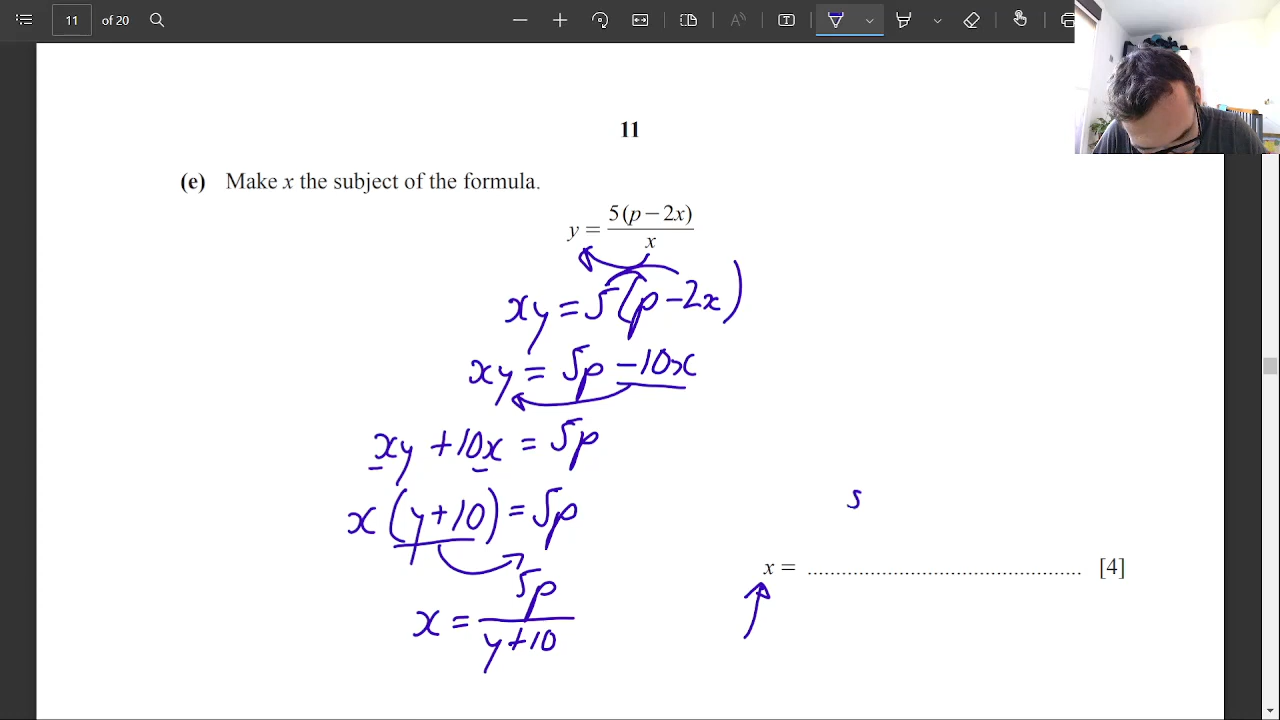 11 of 20
11
(e) Make x the subject of the formula.
y = 5(p − 2x) / x
xy = 5(p − 2x)
xy = 5p − 10x
xy + 10x = 5p
x(y + 10) = 5p
5
x = ............................................. [4]
x = 5p / y + 10